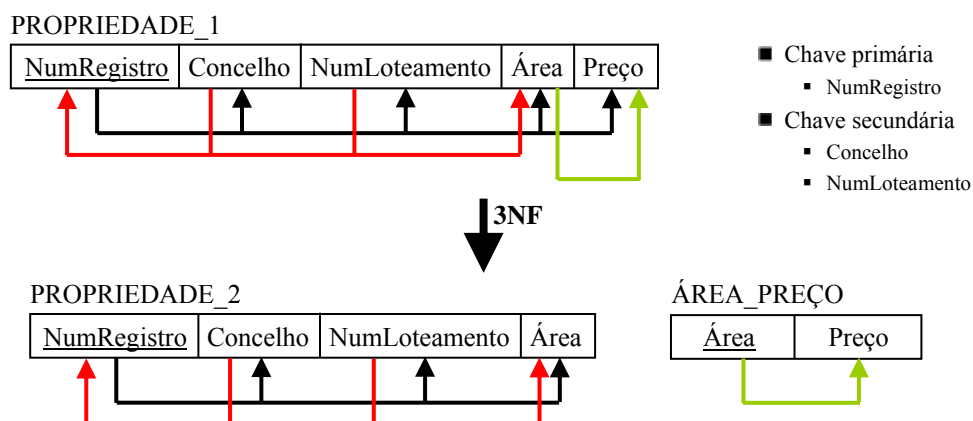 PROPRIEDADE_1
NumRegistro Concelho NumLoteamento Área Preço
Chave primária
NumRegistro
Chave secundária
Concelho
NumLoteamento
3NF
PROPRIEDADE_2
NumRegistro Concelho NumLoteamento Área
ÁREA_PREÇO
Área Preço